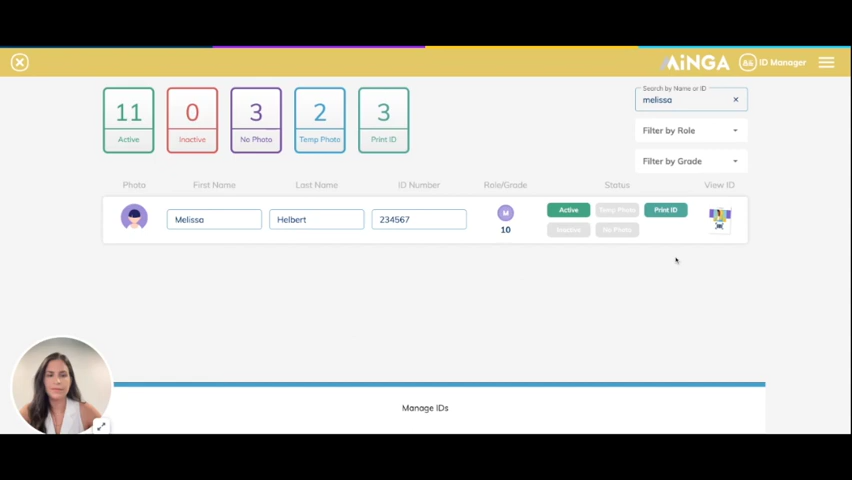 MiNGA
ID Manager
11
Active
0
Inactive
3
No Photo
2
Temp Photo
3
Print ID
Search by Name or ID
melissa
Filter by Role
Filter by Grade
Photo First Name Last Name ID Number Role/Grade Status View ID
Melissa Helbert 234567 M Active Temp Photo Print ID
10 Inactive No Photo
Manage IDs